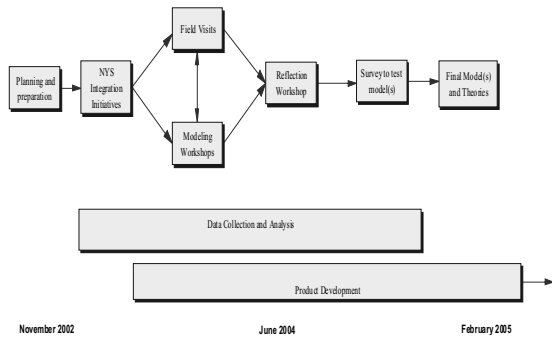 Field Visits
Planning and
preparation
NYS
Integration
Initiatives
Modeling
Workshops
Reflection
Workshop
Survey to test
model(s)
Final Model(s)
and Theories
Data Collection and Analysis
Product Development
November 2002
June 2004
February 2005